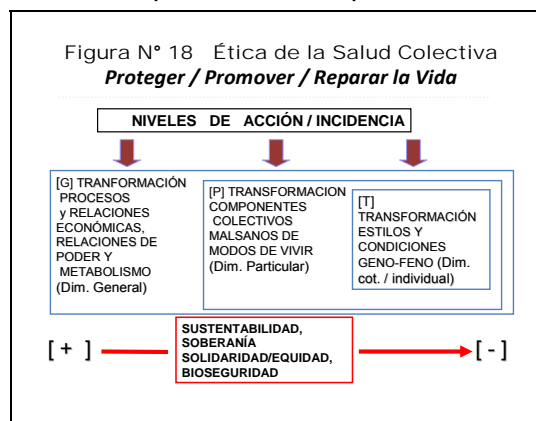 Figura N° 18 Ética de la Salud Colectiva
Proteger / Promover / Reparar la Vida
NIVELES DE ACCIÓN / INCIDENCIA
[G] TRANFORMACIÓN
PROCESOS
y RELACIONES
ECONÓMICAS,
RELACIONES DE
PODER Y
METABOLISMO
(Dim. General)
[P] TRANSFORMACION
COMPONENTES
COLECTIVOS
MALSANOS DE
MODOS DE VIVIR
(Dim. Particular)
[T]
TRANSFORMACIÓN
ESTILOS Y
CONDICIONES
GENO-FENO (Dim.
cot. / individual)
[ + ]
SUSTENTABILIDAD,
SOBERANÍA
SOLIDARIDAD/EQUIDAD,
BIOSEGURIDAD
[ - ]